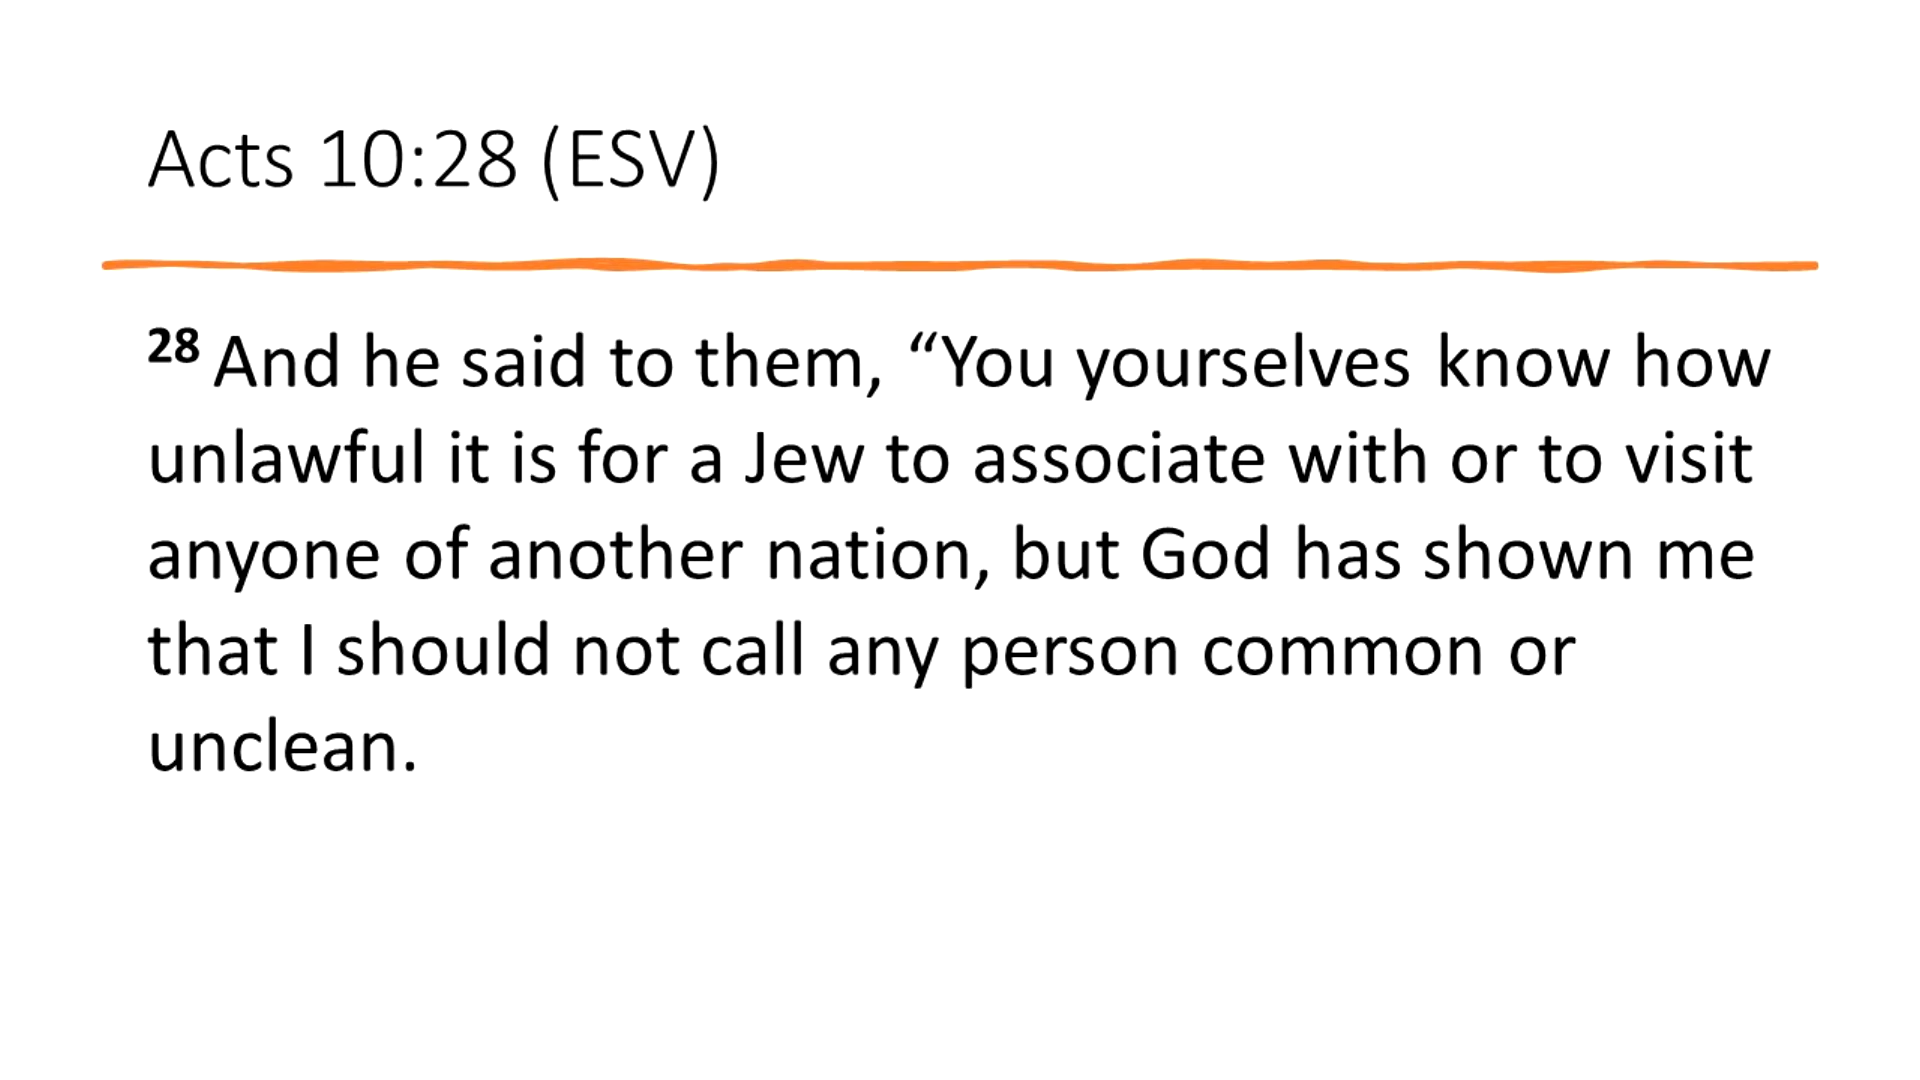 Acts 10:28 (ESV)
28 And he said to them, “You yourselves know how
unlawful it is for a Jew to associate with or to visit
anyone of another nation, but God has shown me
that I should not call any person common or
unclean.